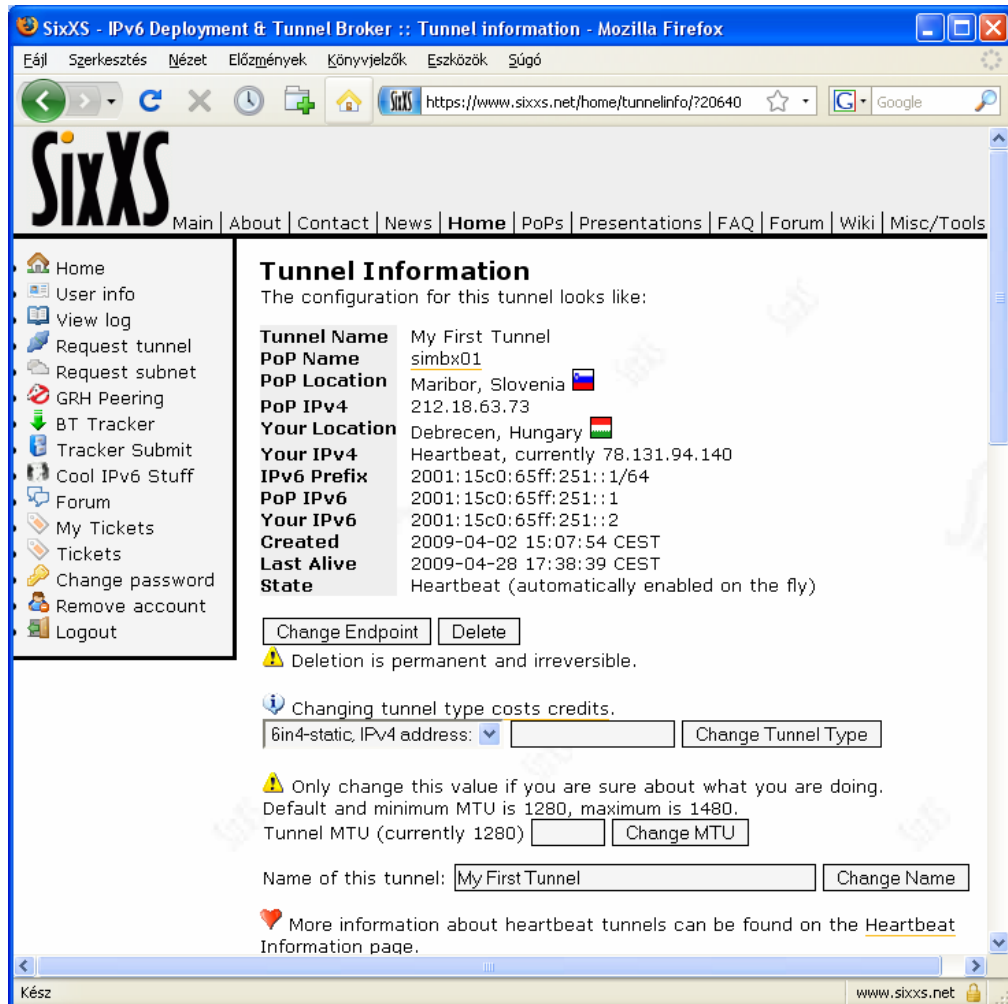 SixXS - IPv6 Deployment & Tunnel Broker :: Tunnel information - Mozilla Firefox
Fájl Szerkesztés Nézet Előzmények Könyvjelzők Eszközök Súgó
SixXS https://www.sixxs.net/home/tunnelinfo/?20640 G Google
SixXS
Main | About | Contact | News | Home | PoPs | Presentations | FAQ | Forum | Wiki | Misc/Tools
Home
User info
View log
Request tunnel
Request subnet
GRH Peering
BT Tracker
Tracker Submit
Cool IPv6 Stuff
Forum
My Tickets
Tickets
Change password
Remove account
Logout
Tunnel Information
The configuration for this tunnel looks like:
Tunnel Name My First Tunnel
PoP Name simbx01
PoP Location Maribor, Slovenia
PoP IPv4 212.18.63.73
Your Location Debrecen, Hungary
Your IPv4 Heartbeat, currently 78.131.94.140
IPv6 Prefix 2001:15c0:65ff:251::1/64
PoP IPv6 2001:15c0:65ff:251::1
Your IPv6 2001:15c0:65ff:251::2
Created 2009-04-02 15:07:54 CEST
Last Alive 2009-04-28 17:38:39 CEST
State Heartbeat (automatically enabled on the fly)
Change Endpoint Delete
Deletion is permanent and irreversible.
Changing tunnel type costs credits.
6in4-static, IPv4 address: Change Tunnel Type
Only change this value if you are sure about what you are doing.
Default and minimum MTU is 1280, maximum is 1480.
Tunnel MTU (currently 1280) Change MTU
Name of this tunnel: My First Tunnel Change Name
More information about heartbeat tunnels can be found on the Heartbeat
Information page.
Kész www.sixxs.net